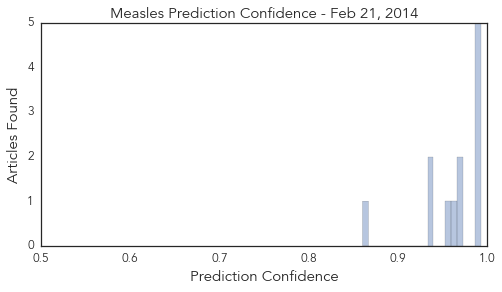 Measles Prediction Confidence - Feb 21, 2014
Articles Found
5
4
3
2
1
0
0.5 0.6 0.7 0.8 0.9 1.0
Prediction Confidence